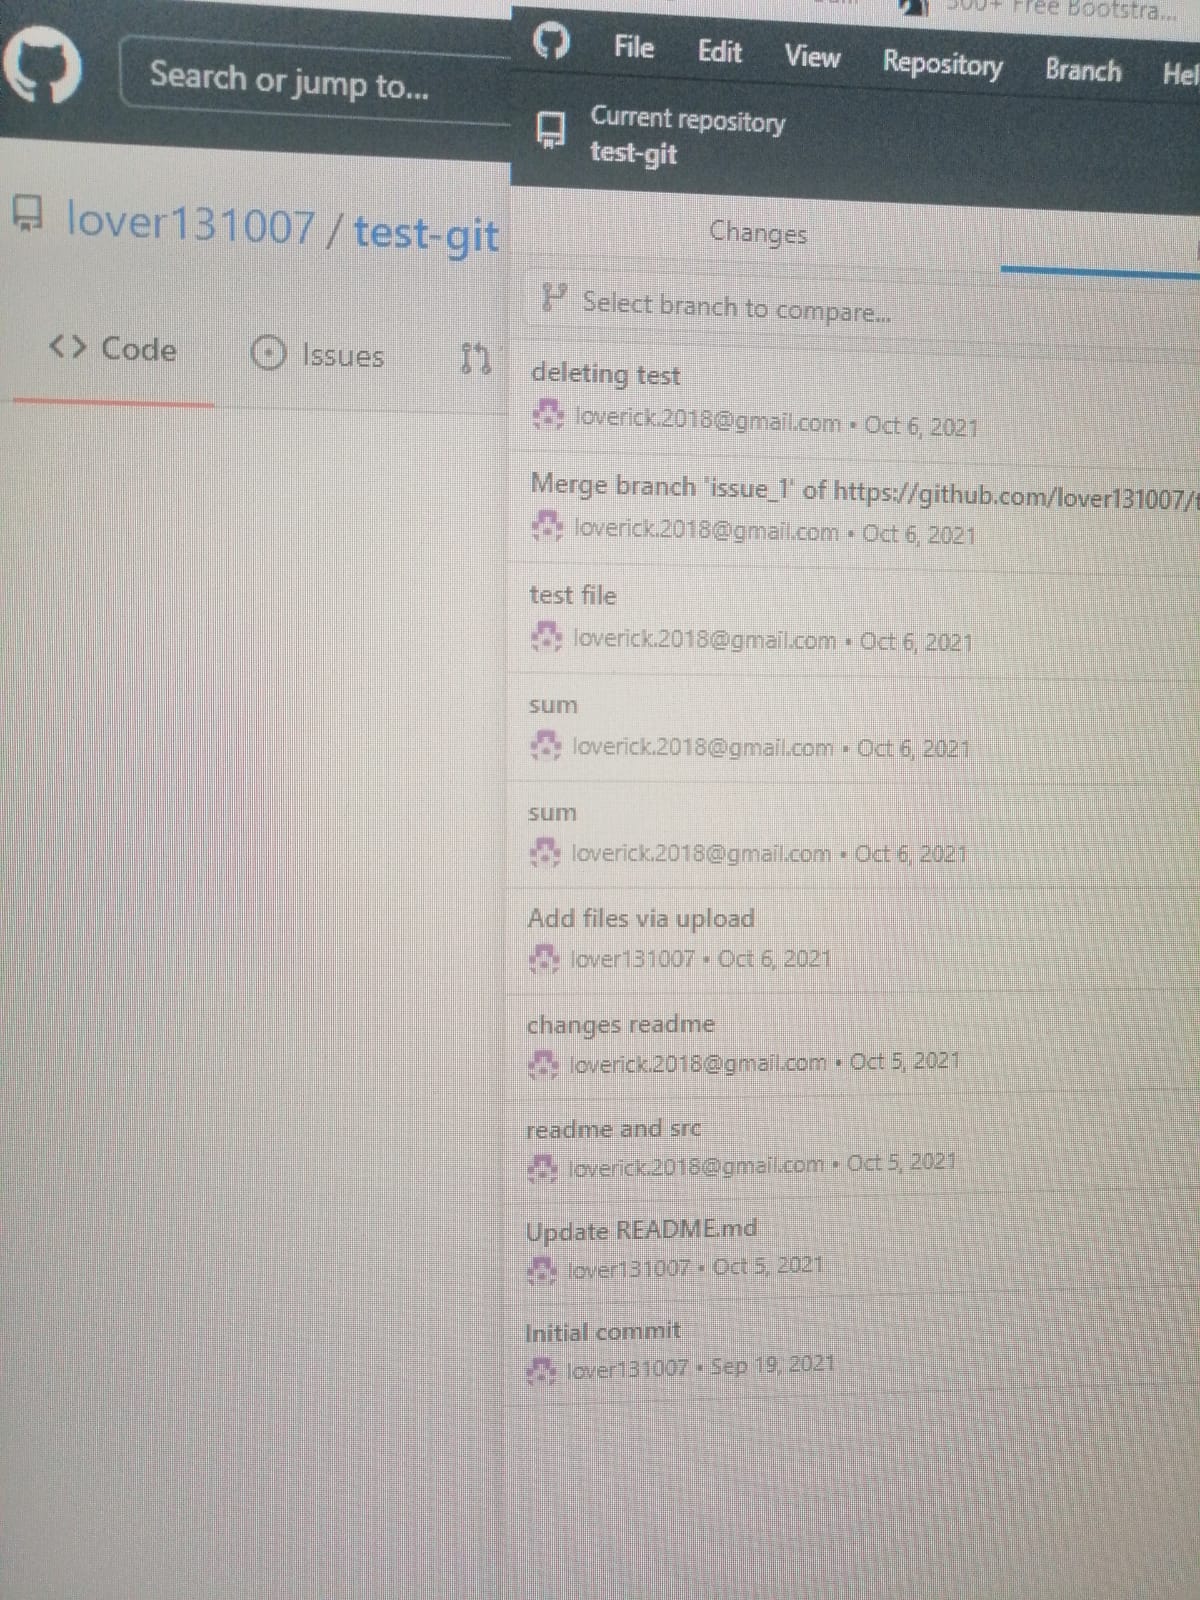 300+ Free Bootstra...
Search or jump to...
lover131007 / test-git
Code
Issues
File Edit View Repository Branch Hel
Current repository
test-git
Changes
Select branch to compare...
deleting test
loverick.2018@gmail.com • Oct 6, 2021
Merge branch 'issue_1' of https://github.com/lover131007/t
loverick.2018@gmail.com • Oct 6, 2021
test file
loverick.2018@gmail.com • Oct 6, 2021
sum
loverick.2018@gmail.com • Oct 6, 2021
sum
loverick.2018@gmail.com • Oct 6, 2021
Add files via upload
lover131007 • Oct 6, 2021
changes readme
loverick.2018@gmail.com • Oct 5, 2021
readme and src
loverick.2018@gmail.com • Oct 5, 2021
Update README.md
lover131007 • Oct 5, 2021
Initial commit
lover131007 • Sep 19, 2021